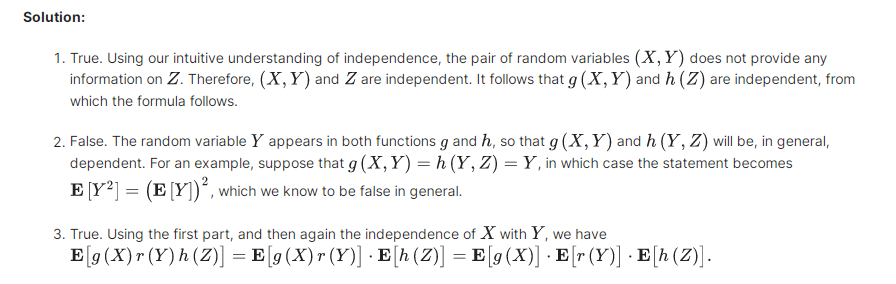 Solution:
1. True. Using our intuitive understanding of independence, the pair of random variables (X, Y) does not provide any
information on Z. Therefore, (X, Y) and Z are independent. It follows that g (X, Y) and h (Z) are independent, from
which the formula follows.
2. False. The random variable Y appears in both functions g and h, so that g (X, Y) and h (Y, Z) will be, in general,
dependent. For an example, suppose that g (X, Y) = h (Y, Z) = Y, in which case the statement becomes
E [Y²] = (E [Y])², which we know to be false in general.
3. True. Using the first part, and then again the independence of X with Y, we have
E[g (X) r (Y) h (Z)] = E[g (X) r (Y)] · E[h (Z)] = E[g (X)] · E[r (Y)] · E[h (Z)].